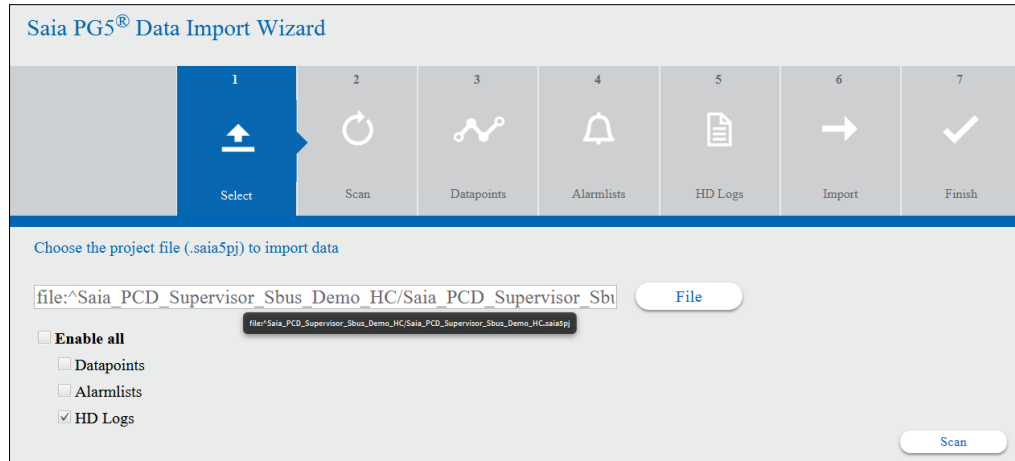 Saia PG5® Data Import Wizard
1 2 3 4 5 6 7
Select Scan Datapoints Alarmlists HD Logs Import Finish
Choose the project file (.saia5pj) to import data
file:^Saia_PCD_Supervisor_Sbus_Demo_HC/Saia_PCD_Supervisor_Sbu File
file:^Saia_PCD_Supervisor_Sbus_Demo_HC/Saia_PCD_Supervisor_Sbus_Demo_HC.saia5pj
Enable all
Datapoints
Alarmlists
HD Logs
Scan